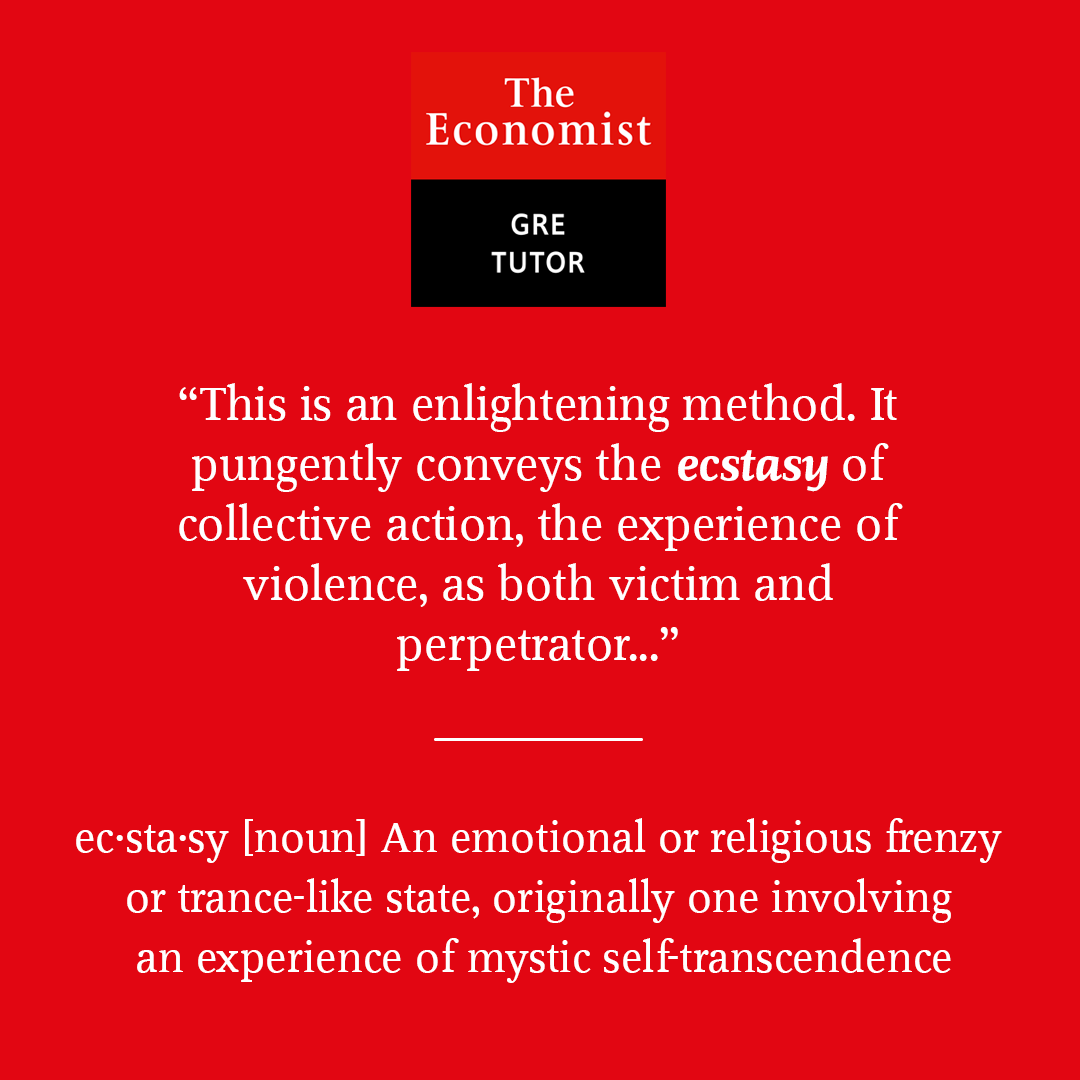 The
Economist
GRE
TUTOR
“This is an enlightening method. It
pungently conveys the ecstasy of
collective action, the experience of
violence, as both victim and
perpetrator...”
ec·sta·sy [noun] An emotional or religious frenzy
or trance-like state, originally one involving
an experience of mystic self-transcendence